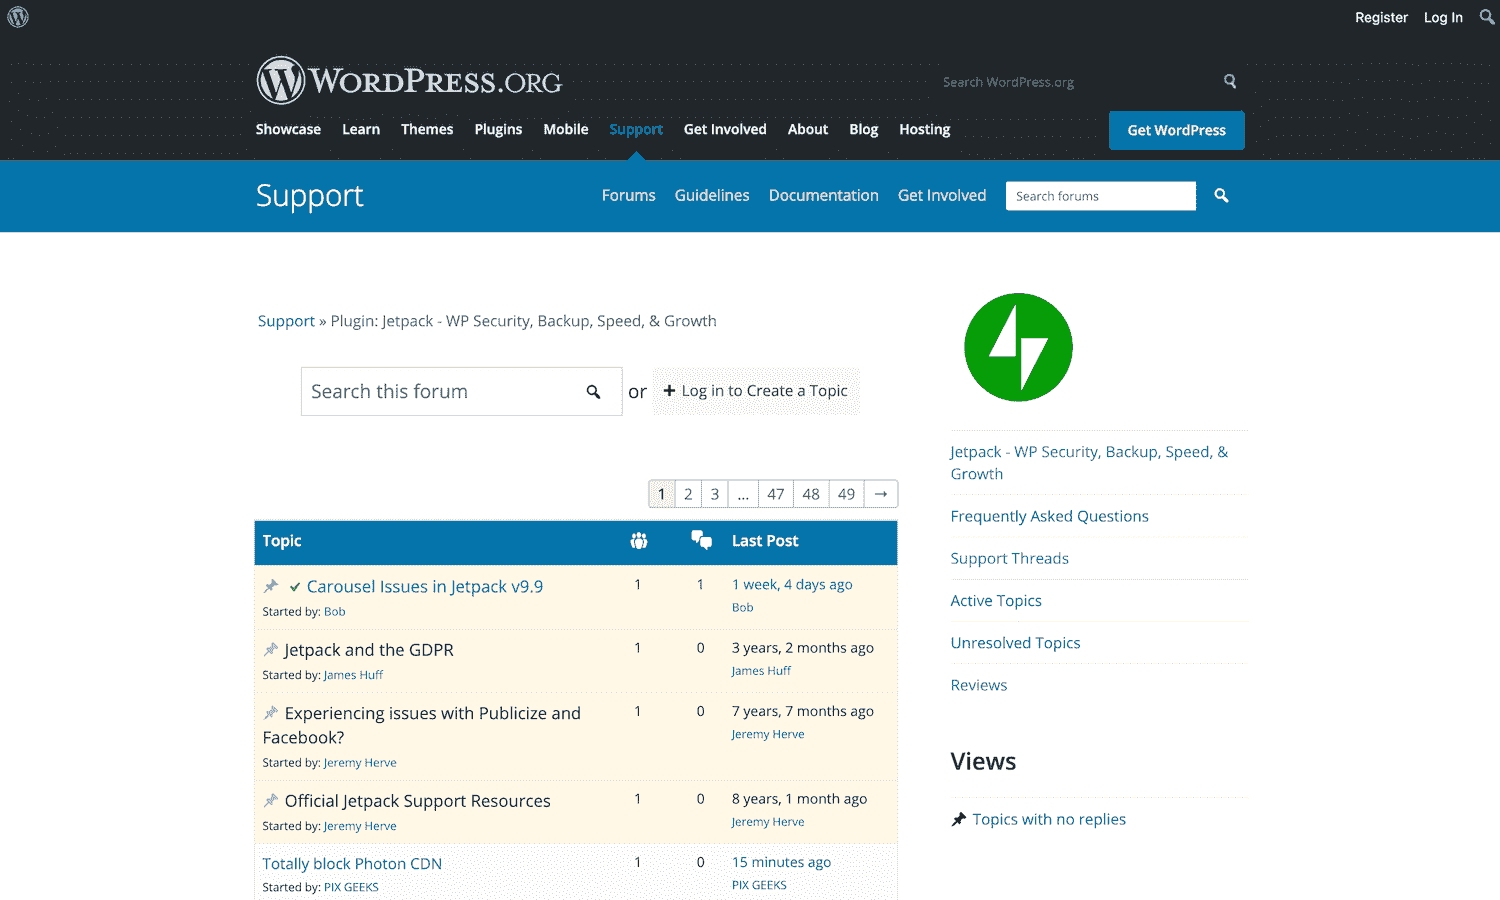 Register Log In
WORDPRESS.ORG
Search WordPress.org
Showcase Learn Themes Plugins Mobile Support Get Involved About Blog Hosting
Get WordPress
Support
Forums Guidelines Documentation Get Involved
Search forums
Support » Plugin: Jetpack - WP Security, Backup, Speed, & Growth
Search this forum
or
+ Log in to Create a Topic
1 2 3 … 47 48 49 →
Topic Last Post
Carousel Issues in Jetpack v9.9 1 1 1 week, 4 days ago
Started by: Bob Bob
Jetpack and the GDPR 1 0 3 years, 2 months ago
Started by: James Huff James Huff
Experiencing issues with Publicize and 1 0 7 years, 7 months ago
Facebook? Jeremy Herve
Started by: Jeremy Herve
Official Jetpack Support Resources 1 0 8 years, 1 month ago
Started by: Jeremy Herve Jeremy Herve
Totally block Photon CDN 1 0 15 minutes ago
Started by: PIX GEEKS PIX GEEKS
Jetpack - WP Security, Backup, Speed, &
Growth
Frequently Asked Questions
Support Threads
Active Topics
Unresolved Topics
Reviews
Views
Topics with no replies